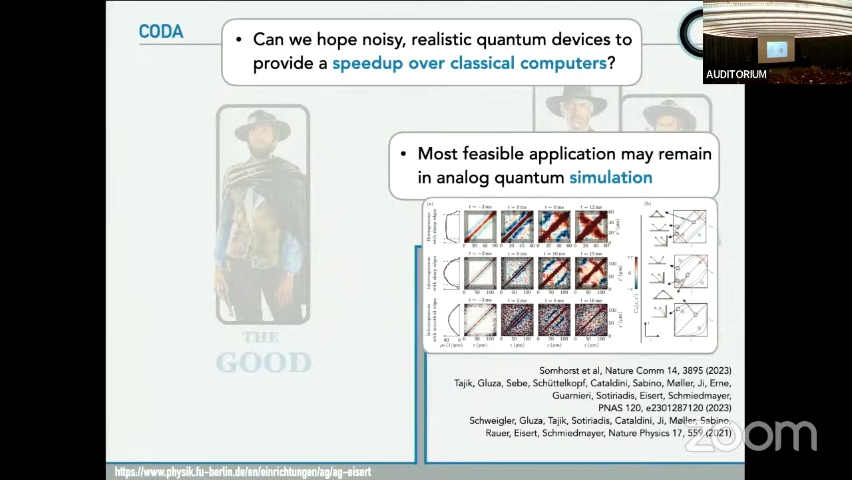 CODA
• Can we hope noisy, realistic quantum devices to
provide a speedup over classical computers?
AUDITORIUM
• Most feasible application may remain
in analog quantum simulation
THE
GOOD
Somhorst et al, Nature Comm 14, 3895 (2023)
Tajik, Gluza, Sebe, Schüttelkopf, Cataldini, Sabino, Møller, Ji, Erne,
Guarnieri, Sotiriadis, Eisert, Schmiedmayer,
PNAS 120, e2301287120 (2023)
Schweigler, Gluza, Tajik, Sotiriadis, Cataldini, Ji, Møller, Sabino,
Rauer, Eisert, Schmiedmayer, Nature Physics 17, 559 (2021)
zoom
https://www.physik.fu-berlin.de/en/einrichtungen/ag/ag-eisert